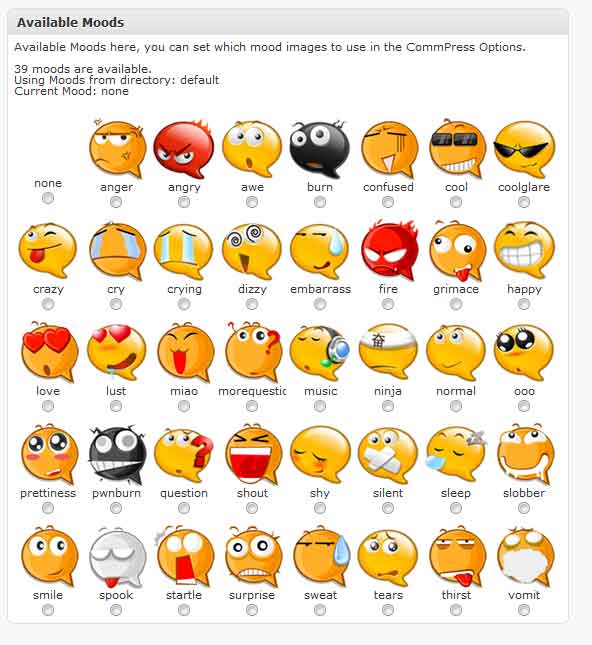 Available Moods
Available Moods here, you can set which mood images to use in the CommPress Options.
39 moods are available.
Using Moods from directory: default
Current Mood: none
none anger angry awe burn confused cool coolglare
crazy cry crying dizzy embarrass fire grimace happy
奋
love lust miao morequestic music ninja normal ooo
prettiness pwnburn question shout shy silent sleep slobber
smile spook startle surprise sweat tears thirst vomit